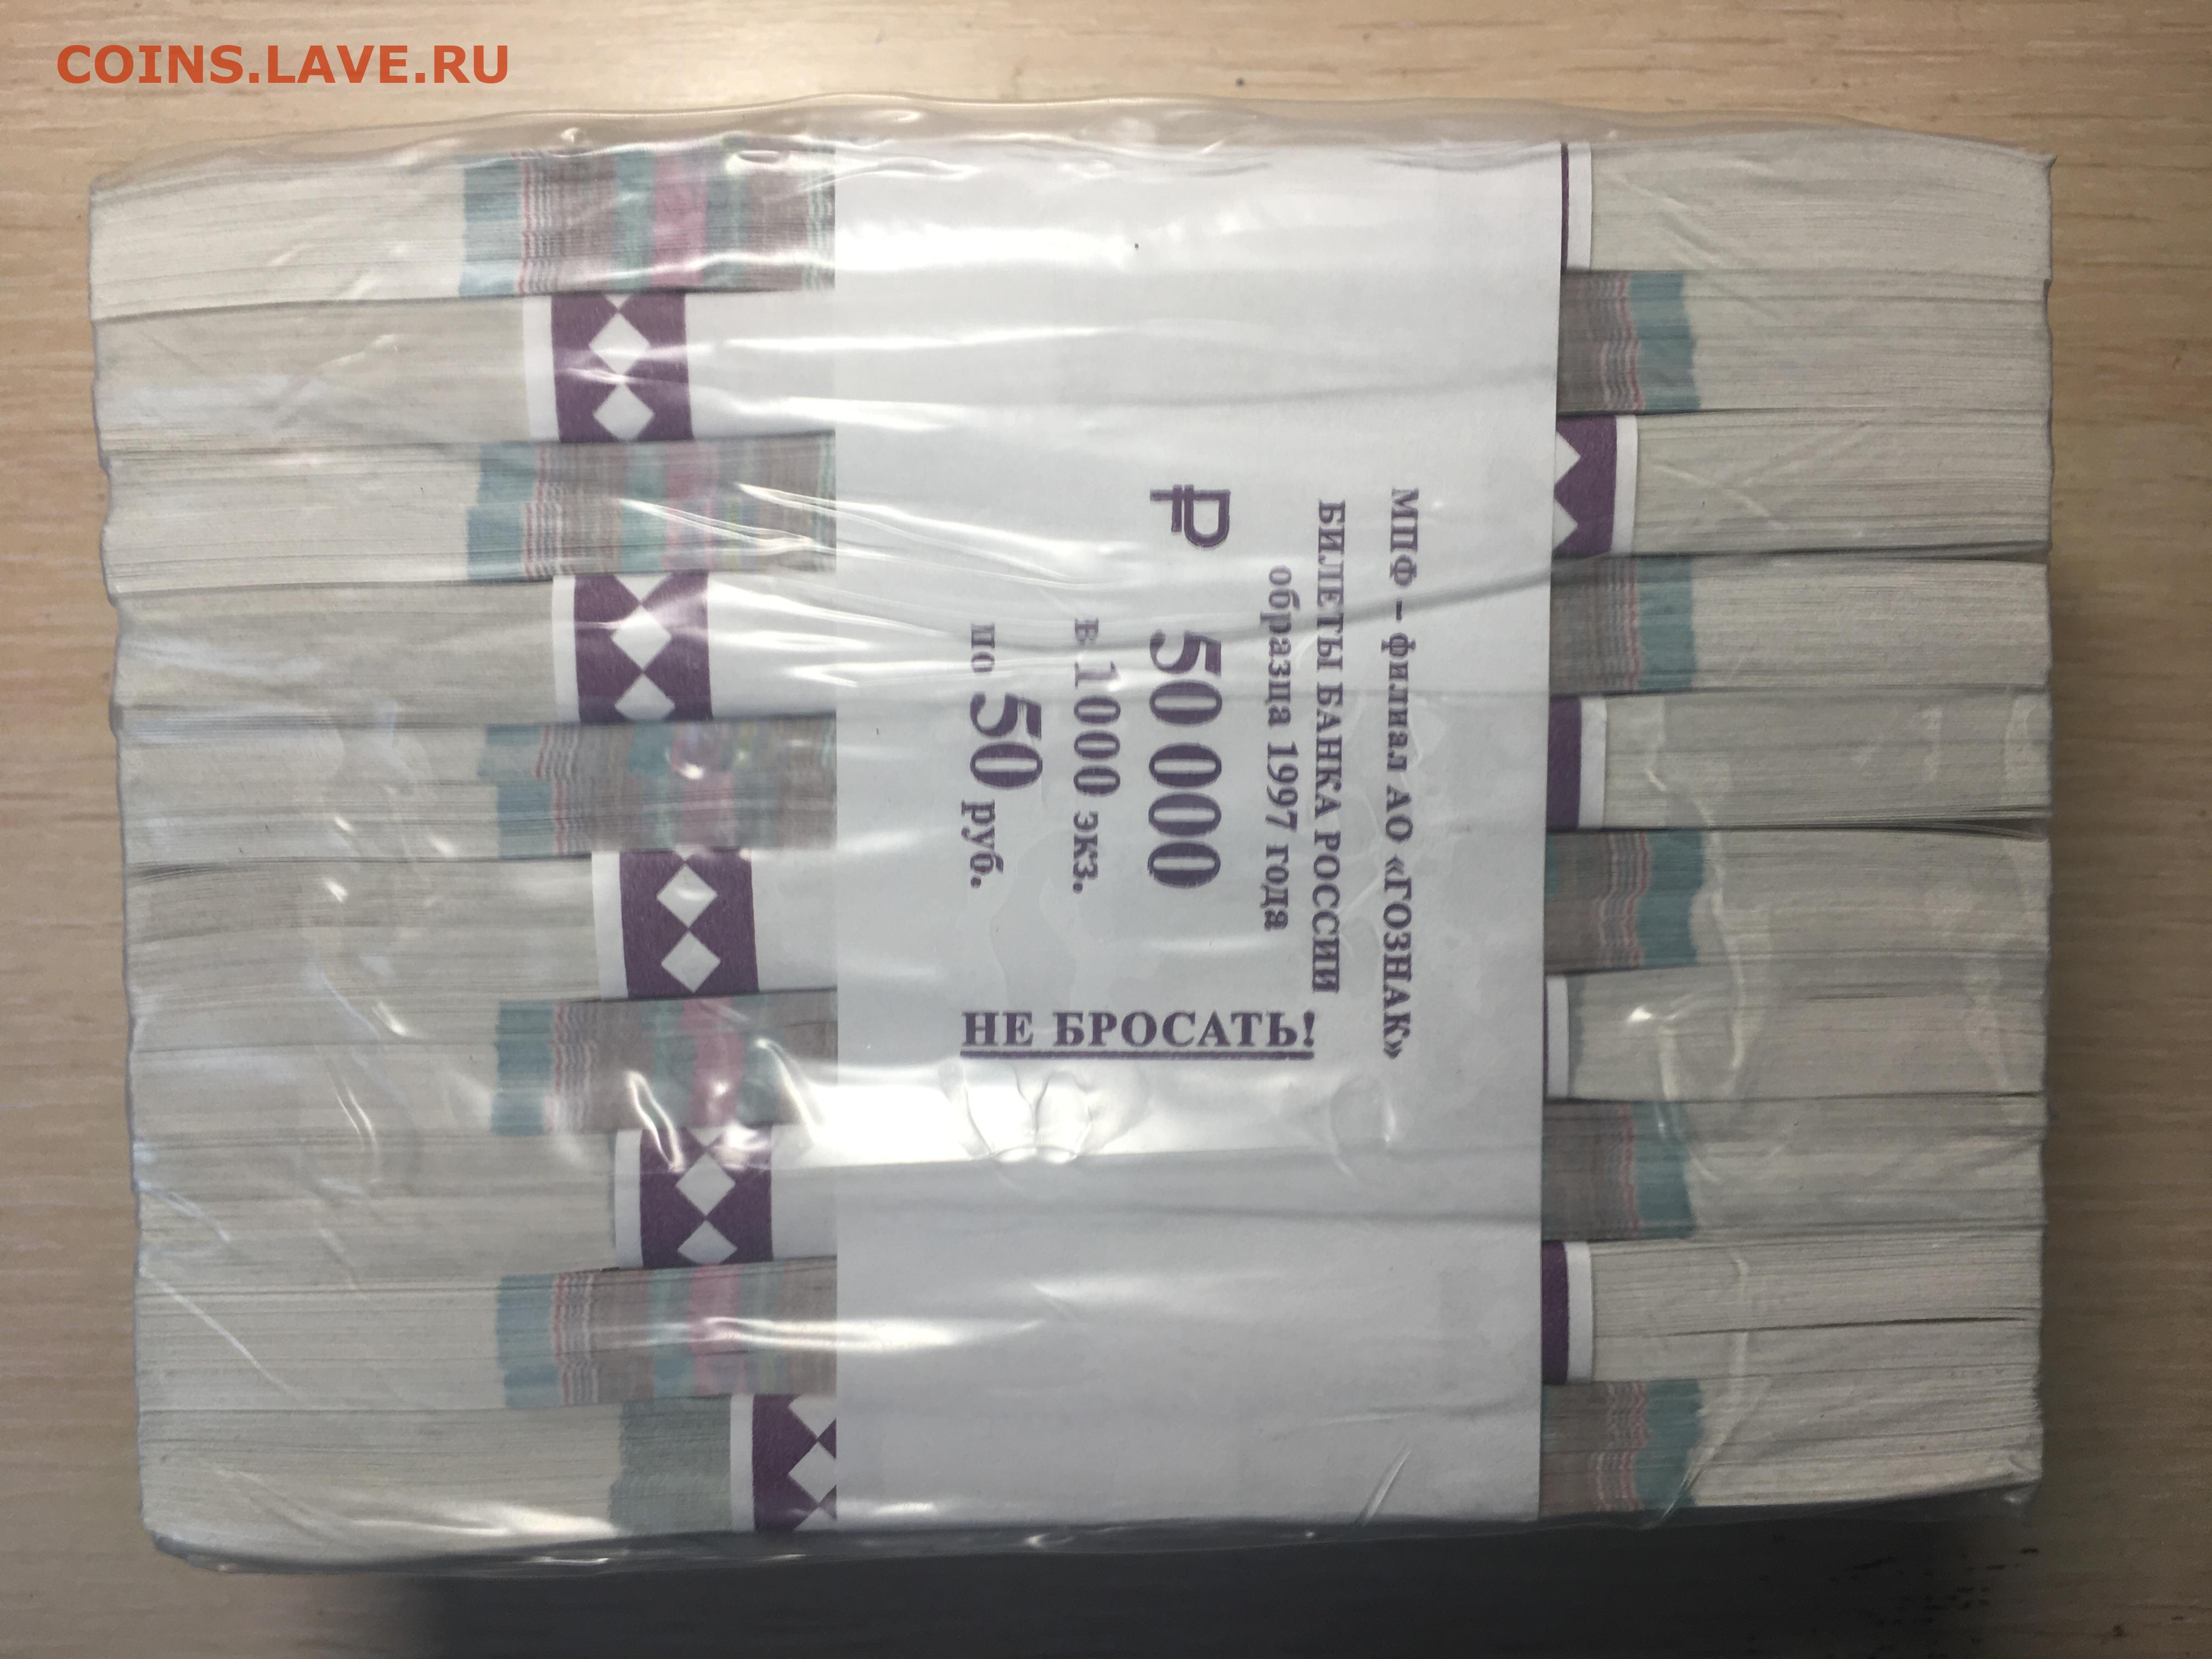 COINS.LAVE.RU
МПФ – филиал АО «ГОЗНАК»
БИЛЕТЫ БАНКА РОССИИ
образца 1997 года
₽ 50 000
в 1000 экз.
по 50 руб.
НЕ БРОСАТЬ!